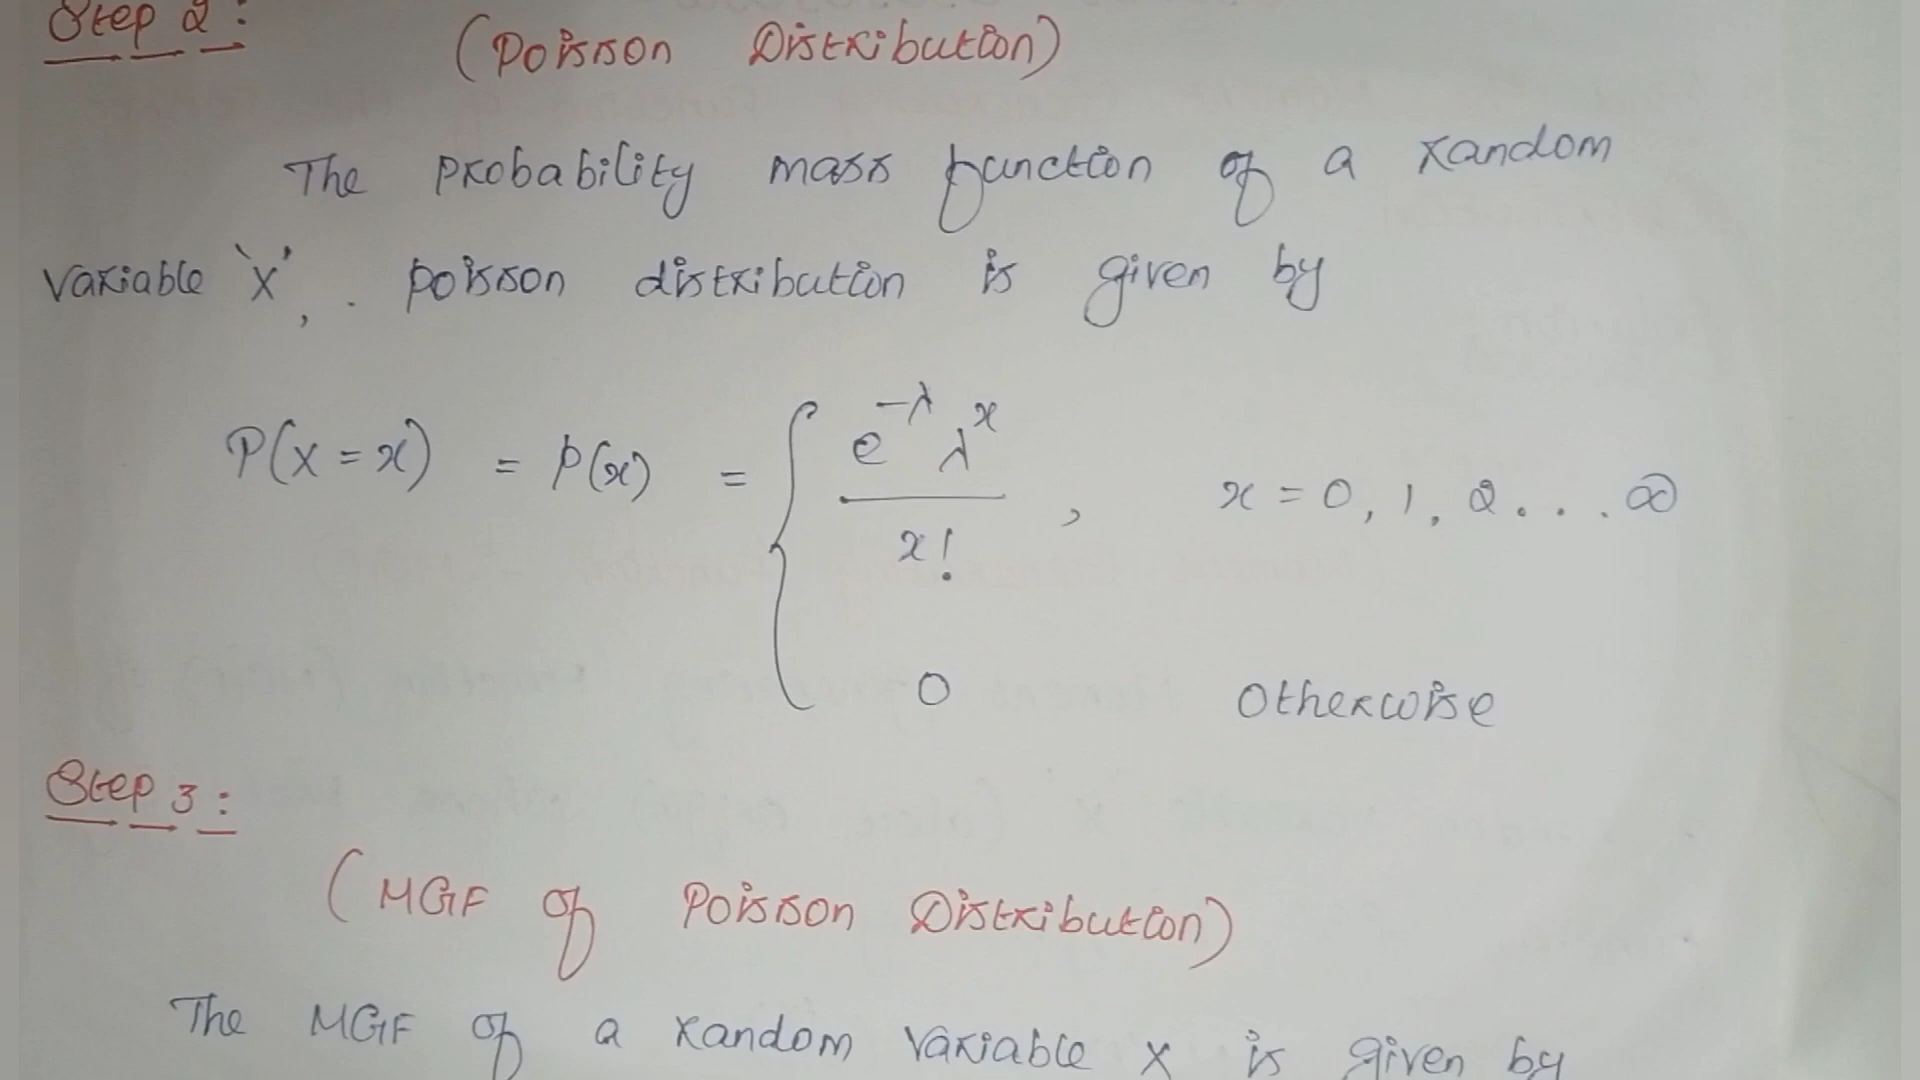 Step 2:
(Poisson Distribution)
The probability mass function of a random
variable 'X', . poisson distribution is given by
P(X = x) = p(x) = { e^{-λ} λ^x / x! , x = 0, 1, 2 . . . ∞
0 Otherwise
Step 3:
(MGF of Poisson Distribution)
The MGF of a random variable X is given by